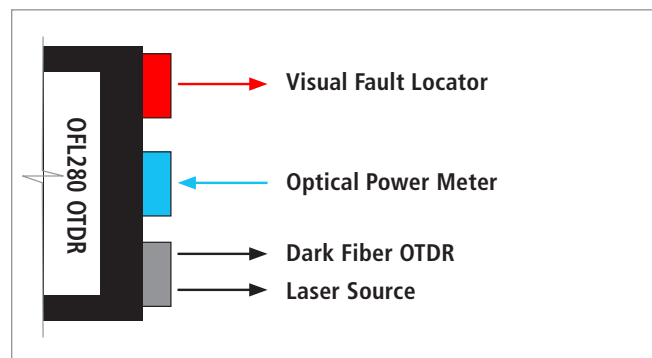 OFL280 OTDR
Visual Fault Locator
Optical Power Meter
Dark Fiber OTDR
Laser Source